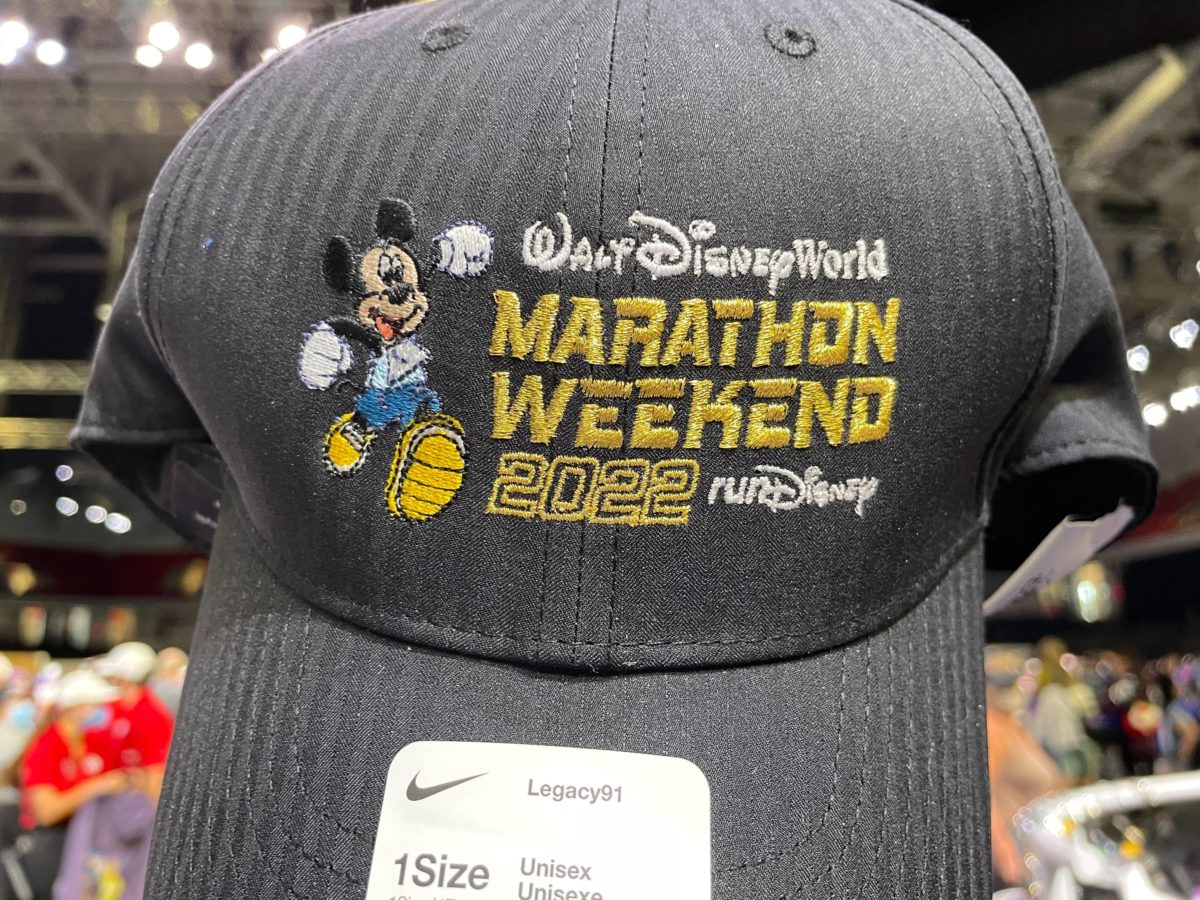 Walt Disney World
MARATHON
WEEKEND
2022 runDisney
Legacy91
1Size Unisex
Unisexe